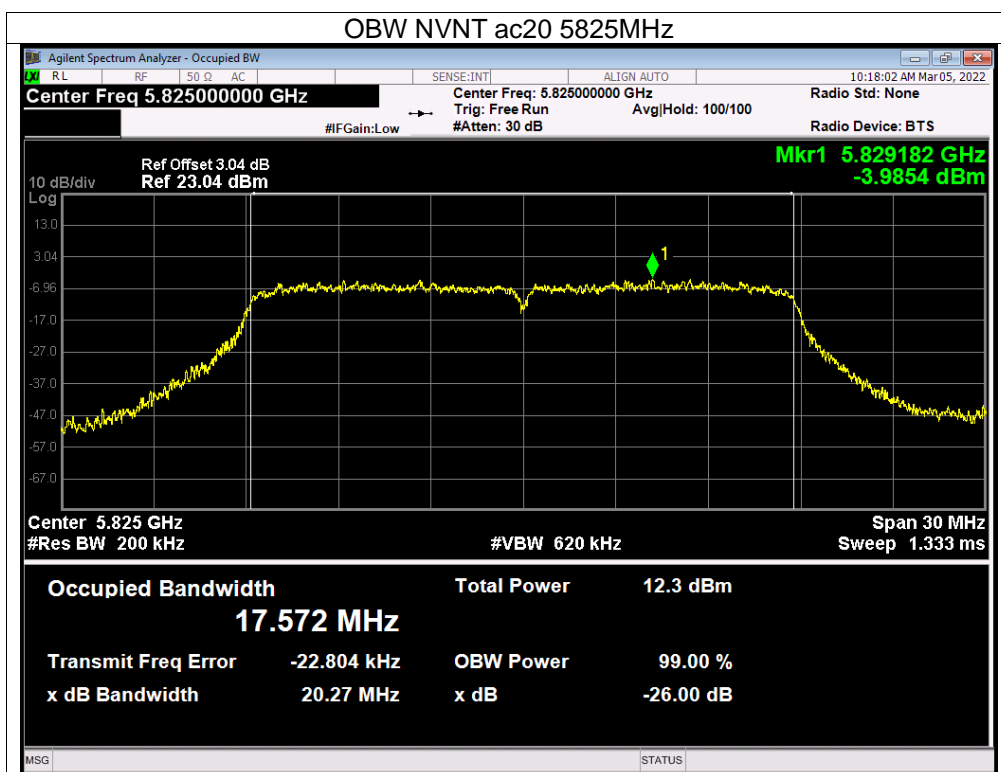 OBW NVNT ac20 5825MHz
Agilent Spectrum Analyzer - Occupied BW
LXI RL RF 50 Ω AC SENSE:INT ALIGN AUTO 10:18:02 AM Mar 05, 2022
Center Freq 5.825000000 GHz Center Freq: 5.825000000 GHz Radio Std: None
Trig: Free Run Avg|Hold: 100/100
#IFGain:Low #Atten: 30 dB Radio Device: BTS
Mkr1 5.829182 GHz
-3.9854 dBm
Ref Offset 3.04 dB
10 dB/div Ref 23.04 dBm
Log
13.0
3.04
1
-6.96
-17.0
-27.0
-37.0
-47.0
-57.0
-67.0
Center 5.825 GHz Span 30 MHz
#Res BW 200 kHz #VBW 620 kHz Sweep 1.333 ms
Occupied Bandwidth Total Power 12.3 dBm
17.572 MHz
Transmit Freq Error -22.804 kHz OBW Power 99.00 %
x dB Bandwidth 20.27 MHz x dB -26.00 dB
MSG STATUS